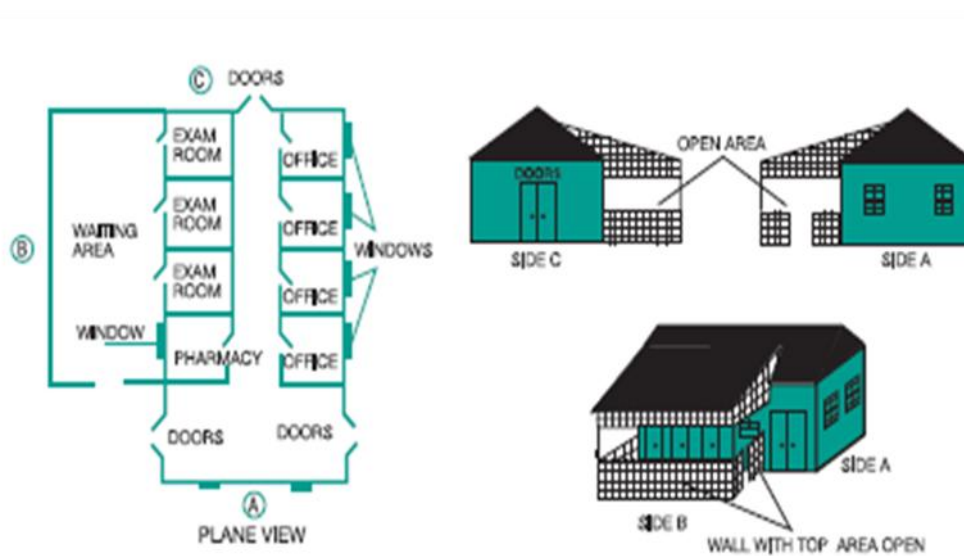 C DOORS
EXAM
ROOM
OFFICE
EXAM
ROOM
OFFICE
WAITING
AREA
B
WINDOWS
EXAM
ROOM
OFFICE
WINDOW
PHARMACY
OFFICE
DOORS
DOORS
A
PLANE VIEW
OPEN AREA
DOORS
SIDE C
SIDE A
SIDE A
SIDE B
WALL WITH TOP AREA OPEN